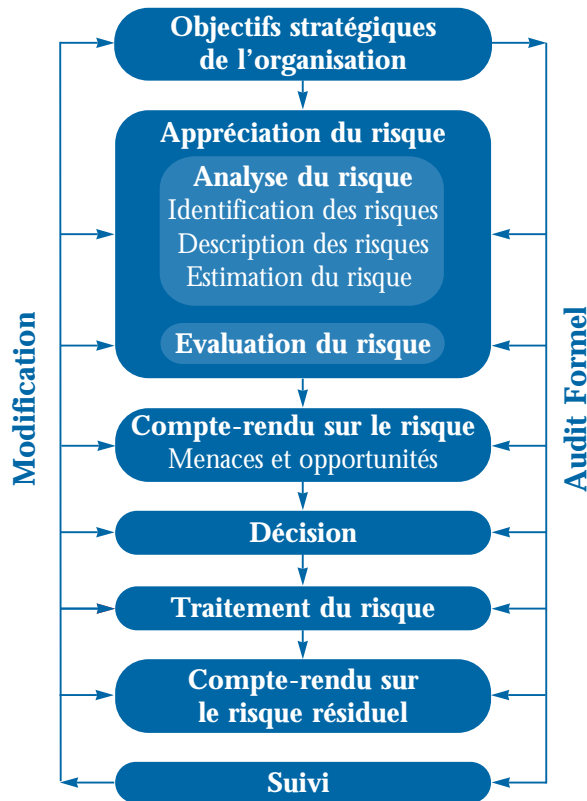 Objectifs stratégiques
de l'organisation
Appréciation du risque
Analyse du risque
Identification des risques
Description des risques
Estimation du risque
Evaluation du risque
Compte-rendu sur le risque
Menaces et opportunités
Décision
Traitement du risque
Compte-rendu sur
le risque résiduel
Suivi
Modification
Audit Formel